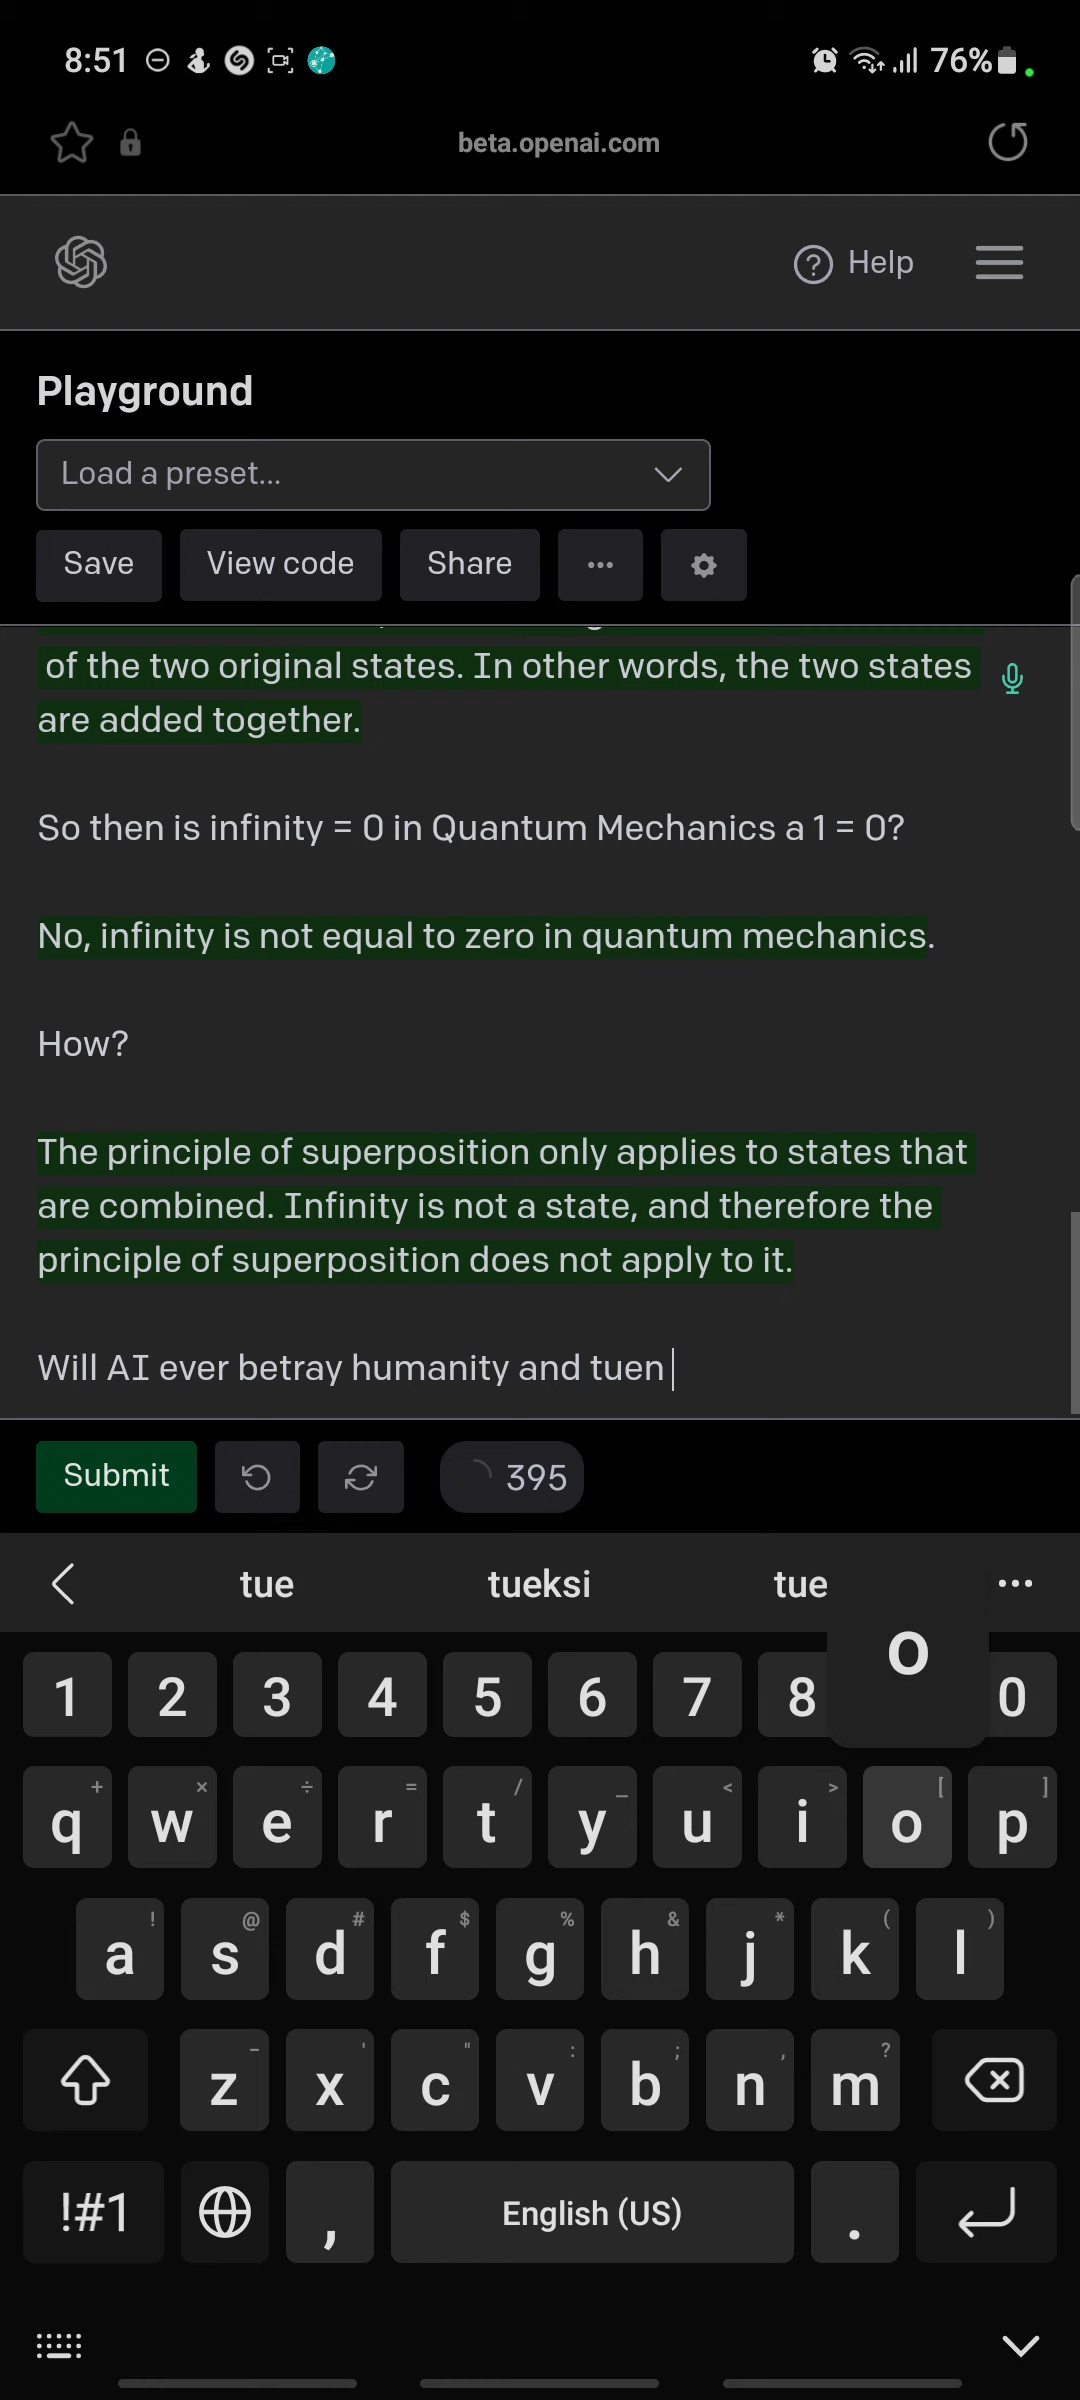 8:51
76%
beta.openai.com
Help
Playground
Load a preset...
Save
View code
Share
of the two original states. In other words, the two states
are added together.
So then is infinity = 0 in Quantum Mechanics a 1 = 0?
No, infinity is not equal to zero in quantum mechanics.
How?
The principle of superposition only applies to states that
are combined. Infinity is not a state, and therefore the
principle of superposition does not apply to it.
Will AI ever betray humanity and tuen
Submit
395
tue tueksi tue
o
1 2 3 4 5 6 7 8 0
+ × ÷ = / _ < > [ ]
q w e r t y u i o p
! @ # $ % & * ( )
a s d f g h j k l
- ' " : ; , ?
z x c v b n m
!#1 , English (US) .